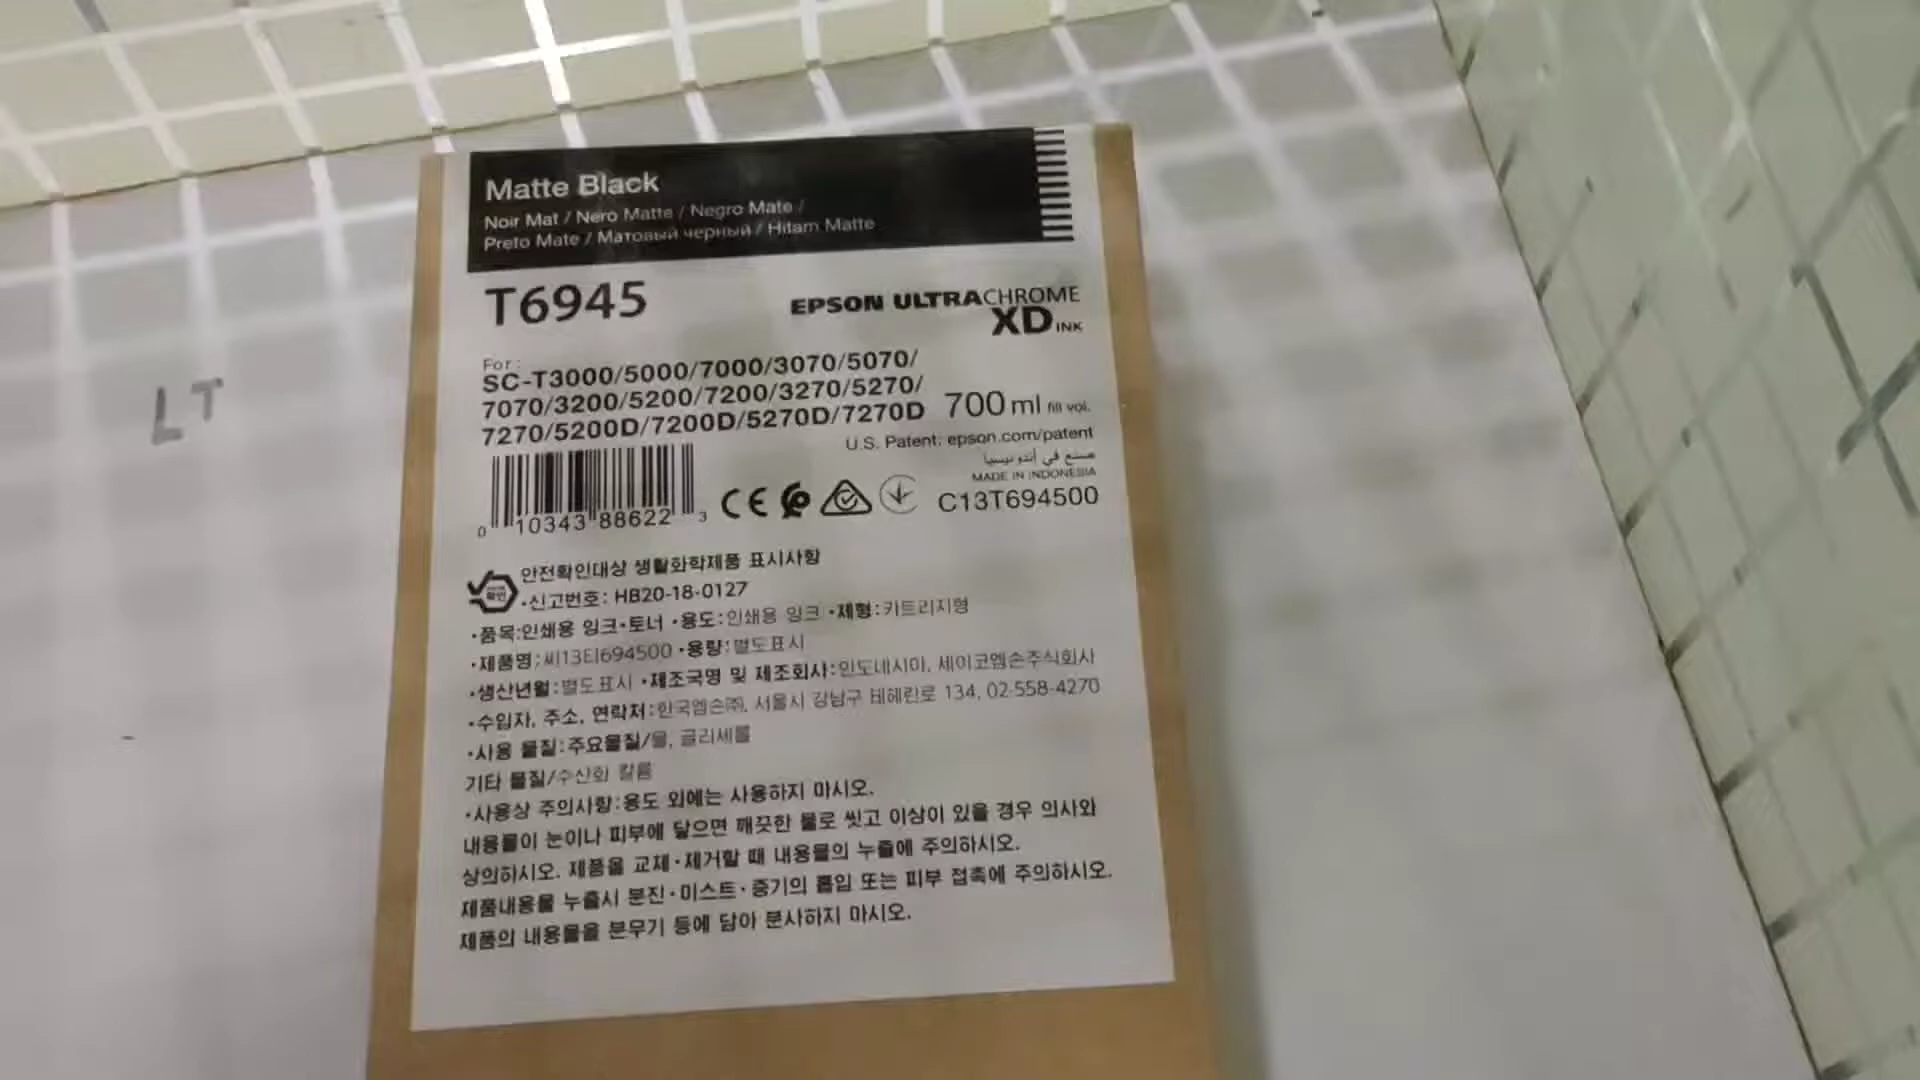 Matte Black
Noir Mat / Nero Matte / Negro Mate /
Preto Mate / Матовый черный / Hitam Matte
T6945
EPSON ULTRACHROME
XD INK
For:
SC-T3000/5000/7000/3070/5070/
7070/3200/5200/7200/3270/5270/
7270/5200D/7200D/5270D/7270D
700 ml fill vol.
U.S. Patent: epson.com/patent
صنع في أندونيسيا
MADE IN INDONESIA
C13T694500
0 10343 88622 3
CE
LT
안전확인대상 생활화학제품 표시사항
확인
•신고번호: HB20-18-0127
•품목:인쇄용 잉크•토너 •용도:인쇄용 잉크 •제형:카트리지형
•제품명:씨13티694500 •용량:별도표시
•생산년월:별도표시 •제조국명 및 제조회사:인도네시아, 세이코엡손주식회사
•수입자, 주소, 연락처:한국엡손㈜, 서울시 강남구 테헤란로 134, 02-558-4270
•사용 물질:주요물질/물, 글리세롤
기타 물질/수산화 칼륨
•사용상 주의사항:용도 외에는 사용하지 마시오.
내용물이 눈이나 피부에 닿으면 깨끗한 물로 씻고 이상이 있을 경우 의사와
상의하시오. 제품을 교체•제거할 때 내용물의 누출에 주의하시오.
제품내용물 누출시 분진•미스트•증기의 흡입 또는 피부 접촉에 주의하시오.
제품의 내용물을 분무기 등에 담아 분사하지 마시오.